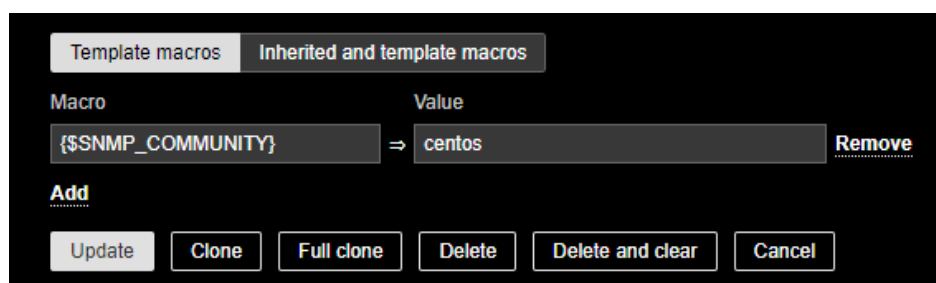 Template macros Inherited and template macros
Macro Value
{$SNMP_COMMUNITY} ⇒ centos Remove
Add
Update Clone Full clone Delete Delete and clear Cancel